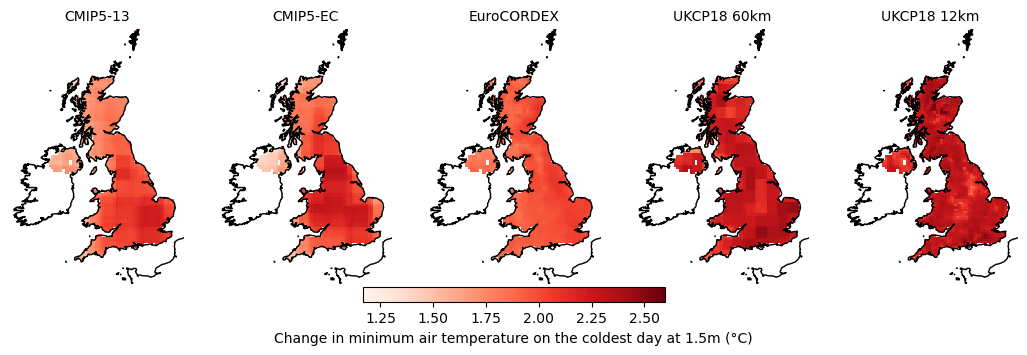 CMIP5-13 CMIP5-EC EuroCORDEX UKCP18 60km UKCP18 12km
1.25 1.50 1.75 2.00 2.25 2.50
Change in minimum air temperature on the coldest day at 1.5m (°C)